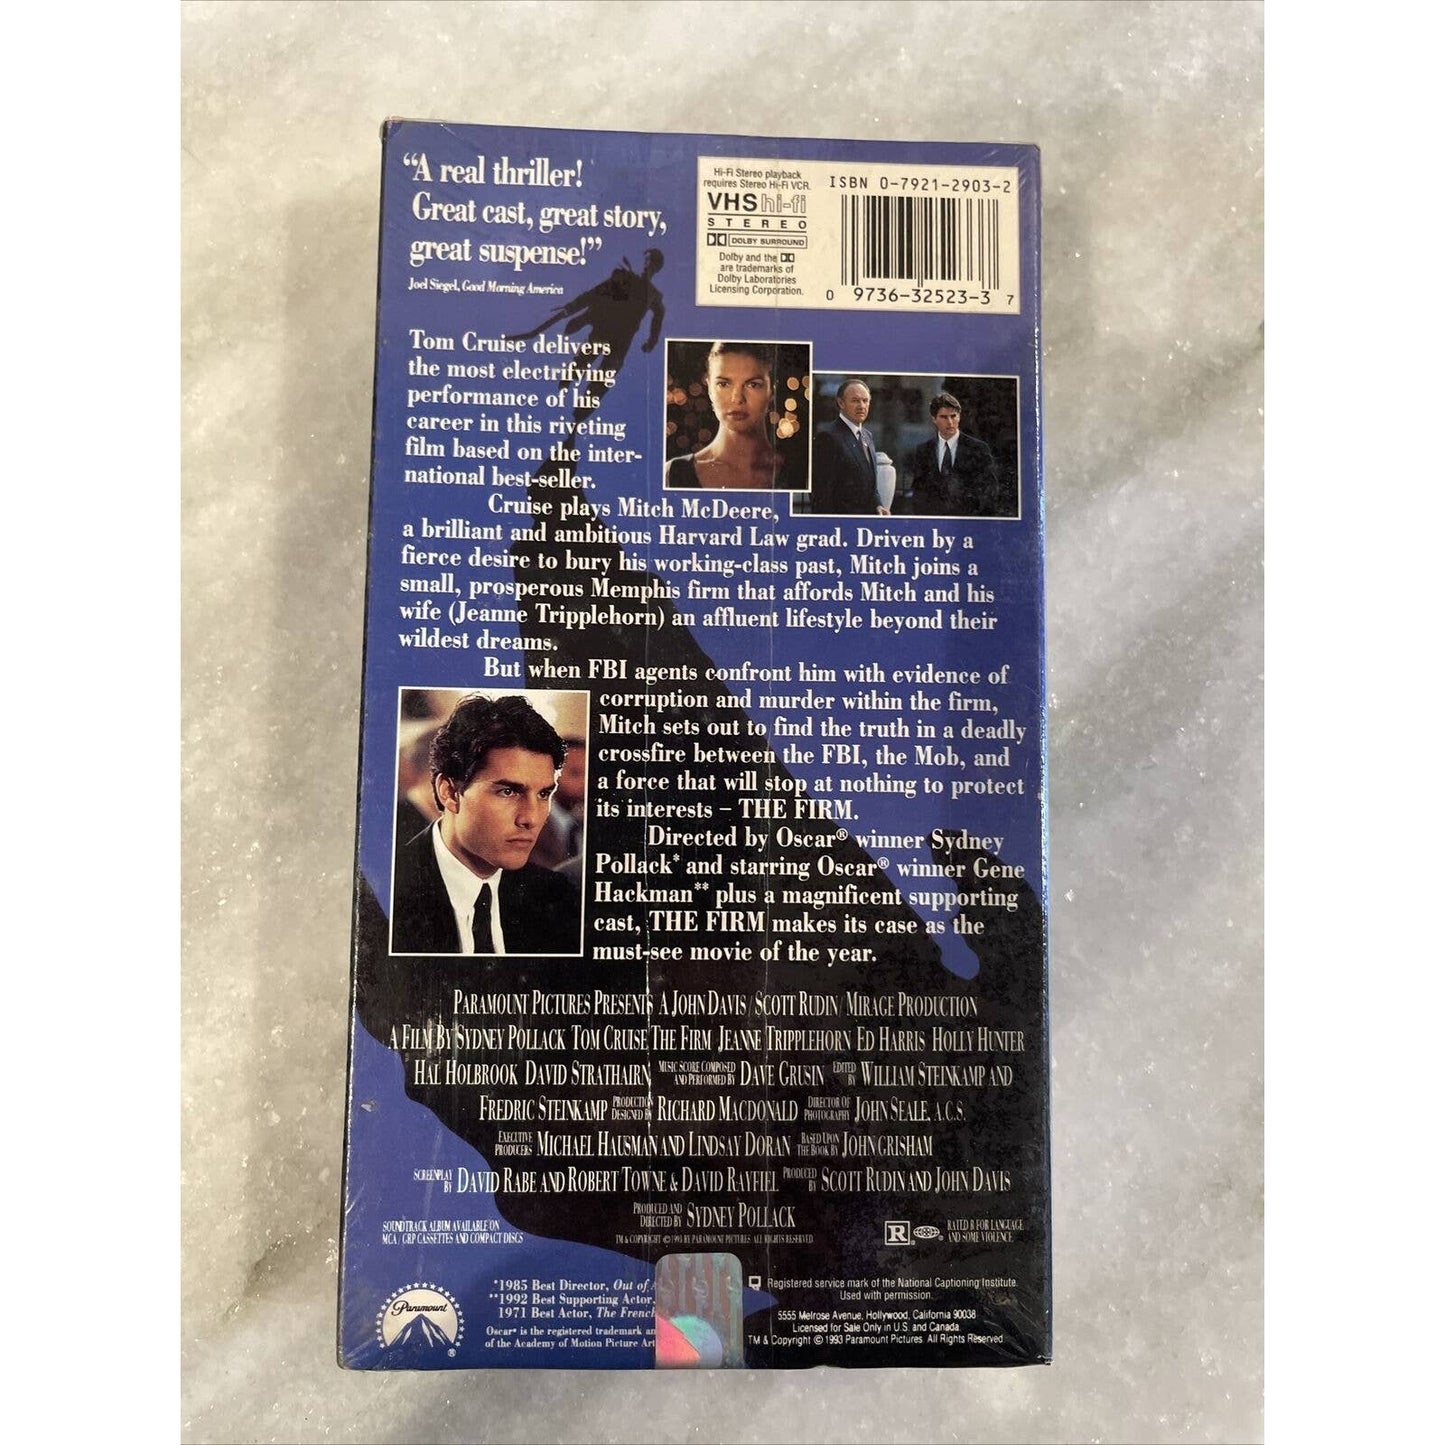 “A real thriller!
Great cast, great story,
great suspense!”
Joel Siegel, Good Morning America
Hi-Fi Stereo playback
requires Stereo Hi-Fi VCR.
VHS hi-fi
STEREO
DOLBY SURROUND
Dolby and the
are trademarks of
Dolby Laboratories
Licensing Corporation.
ISBN 0-7921-2903-2
0 9736-32523-3 7
Tom Cruise delivers
the most electrifying
performance of his
career in this riveting
film based on the inter-
national best-seller.
Cruise plays Mitch McDeere,
a brilliant and ambitious Harvard Law grad. Driven by a
fierce desire to bury his working-class past, Mitch joins a
small, prosperous Memphis firm that affords Mitch and his
wife (Jeanne Tripplehorn) an affluent lifestyle beyond their
wildest dreams.
But when FBI agents confront him with evidence of
corruption and murder within the firm,
Mitch sets out to find the truth in a deadly
crossfire between the FBI, the Mob, and
a force that will stop at nothing to protect
its interests – THE FIRM.
Directed by Oscar® winner Sydney
Pollack* and starring Oscar® winner Gene
Hackman** plus a magnificent supporting
cast, THE FIRM makes its case as the
must-see movie of the year.
PARAMOUNT PICTURES PRESENTS A JOHN DAVIS/SCOTT RUDIN/MIRAGE PRODUCTION
A FILM BY SYDNEY POLLACK TOM CRUISE THE FIRM JEANNE TRIPPLEHORN ED HARRIS HOLLY HUNTER
HAL HOLBROOK DAVID STRATHAIRN MUSIC SCORE COMPOSED AND PERFORMED BY DAVE GRUSIN EDITED BY WILLIAM STEINKAMP AND
FREDRIC STEINKAMP PRODUCTION DESIGNED BY RICHARD MACDONALD DIRECTOR OF PHOTOGRAPHY JOHN SEALE, A.C.S.
EXECUTIVE PRODUCERS MICHAEL HAUSMAN AND LINDSAY DORAN BASED UPON THE BOOK BY JOHN GRISHAM
SCREENPLAY BY DAVID RABE AND ROBERT TOWNE & DAVID RAYFIEL PRODUCED BY SCOTT RUDIN AND JOHN DAVIS
PRODUCED AND DIRECTED BY SYDNEY POLLACK
SOUNDTRACK ALBUM AVAILABLE ON
MCA/GRP CASSETTES AND COMPACT DISCS
TM & COPYRIGHT © 1993 BY PARAMOUNT PICTURES. ALL RIGHTS RESERVED.
R
RATED R FOR LANGUAGE
AND SOME VIOLENCE
Paramount
®
*1985 Best Director, Out of
**1992 Best Supporting Actor,
1971 Best Actor, The French
Oscar® is the registered trademark
of the Academy of Motion Picture
Registered service mark of the National Captioning Institute.
Used with permission.
5555 Melrose Avenue, Hollywood, California 90038
Licensed for Sale Only in U.S. and Canada.
TM & Copyright © 1993 Paramount Pictures. All Rights Reserved